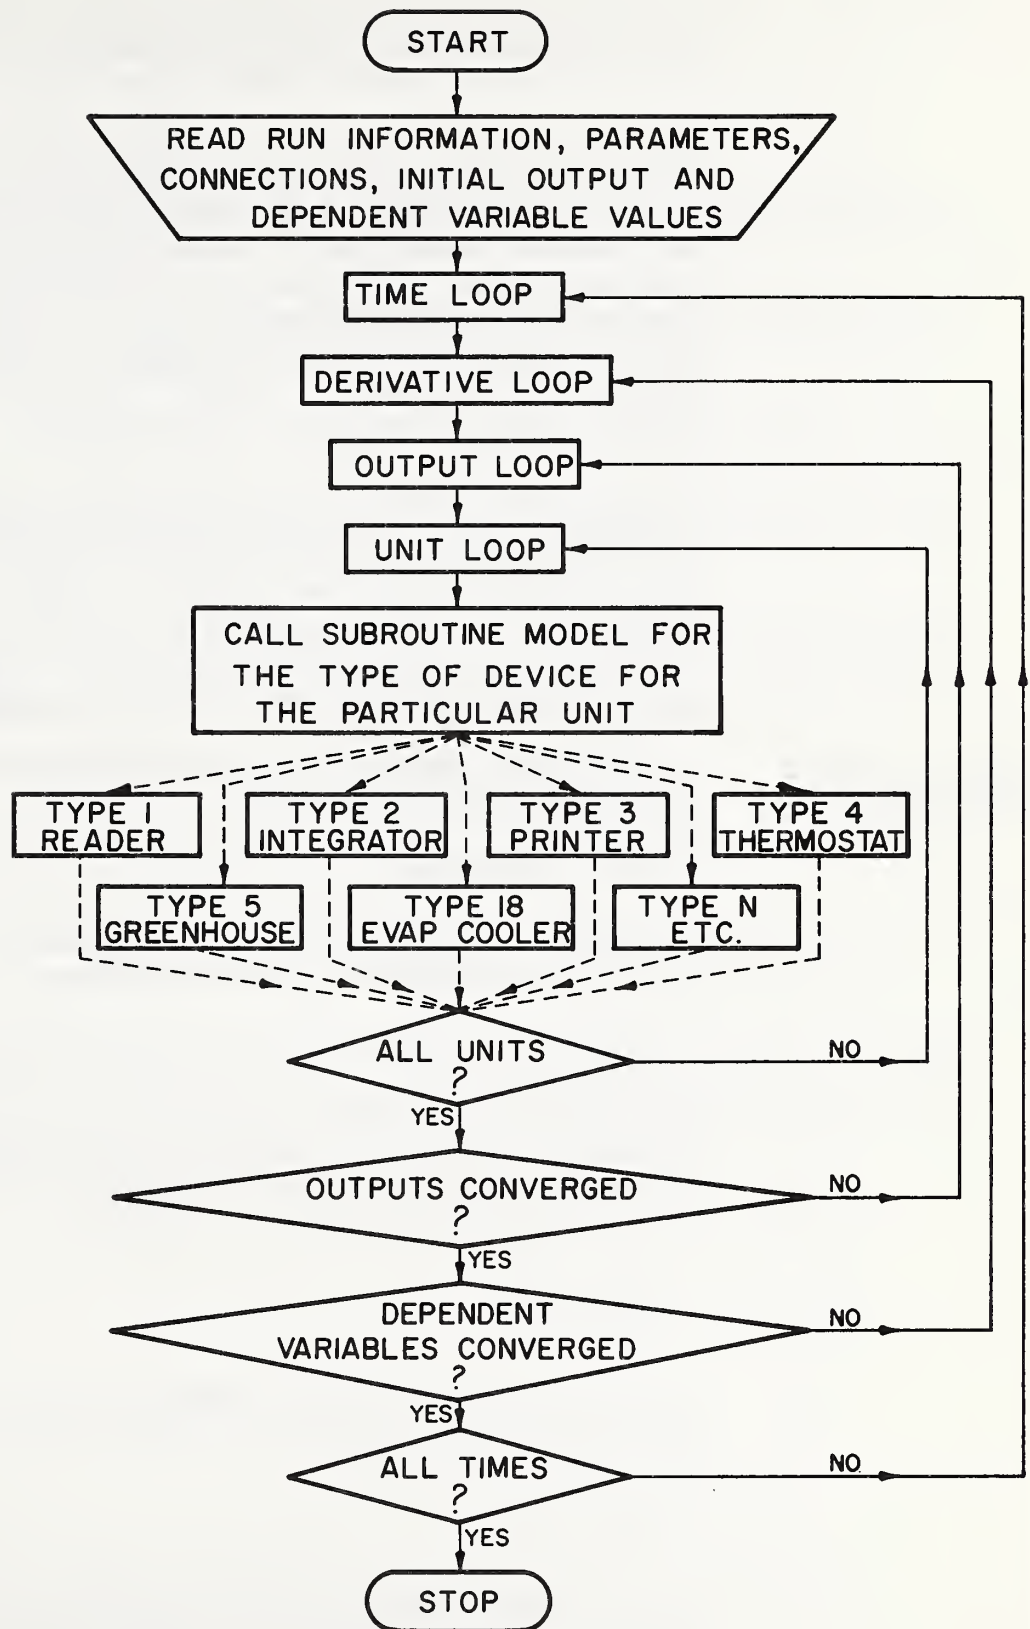 START
READ RUN INFORMATION, PARAMETERS,
CONNECTIONS, INITIAL OUTPUT AND
DEPENDENT VARIABLE VALUES
TIME LOOP
DERIVATIVE LOOP
OUTPUT LOOP
UNIT LOOP
CALL SUBROUTINE MODEL FOR
THE TYPE OF DEVICE FOR
THE PARTICULAR UNIT
TYPE 1
READER
TYPE 2
INTEGRATOR
TYPE 3
PRINTER
TYPE 4
THERMOSTAT
TYPE 5
GREENHOUSE
TYPE 18
EVAP COOLER
TYPE N
ETC.
ALL UNITS
?
NO
YES
OUTPUTS CONVERGED
?
NO
YES
DEPENDENT
VARIABLES CONVERGED
?
NO
YES
ALL TIMES
?
NO
YES
STOP